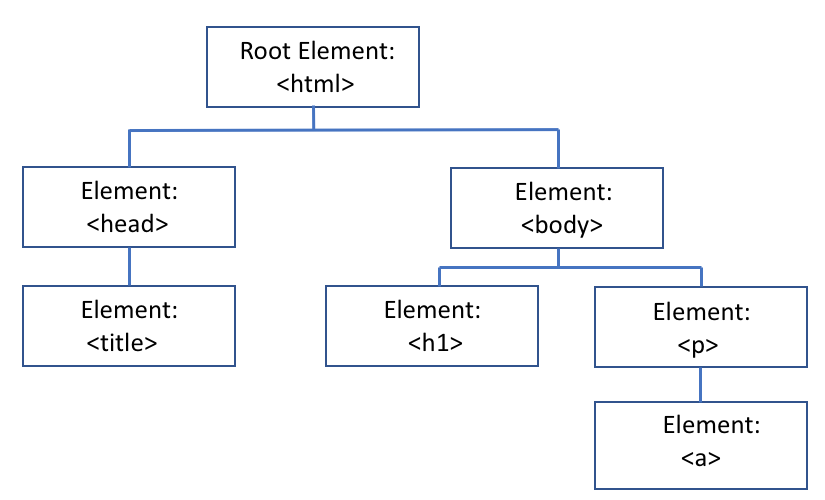 Root Element:
<html>
Element:
<head>
Element:
<body>
Element:
<title>
Element:
<h1>
Element:
<p>
Element:
<a>